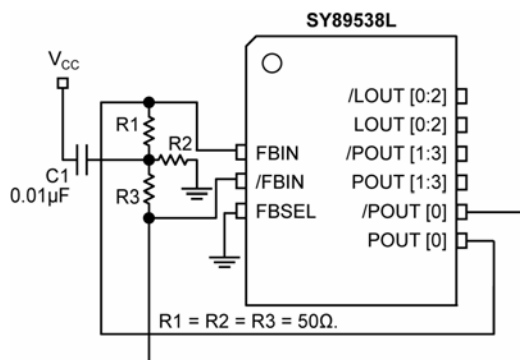 SY89538L
VCC
R1
R2
C1
0.01µF
R3
FBIN
/FBIN
FBSEL
/LOUT [0:2]
LOUT [0:2]
/POUT [1:3]
POUT [1:3]
/POUT [0]
POUT [0]
R1 = R2 = R3 = 50Ω.